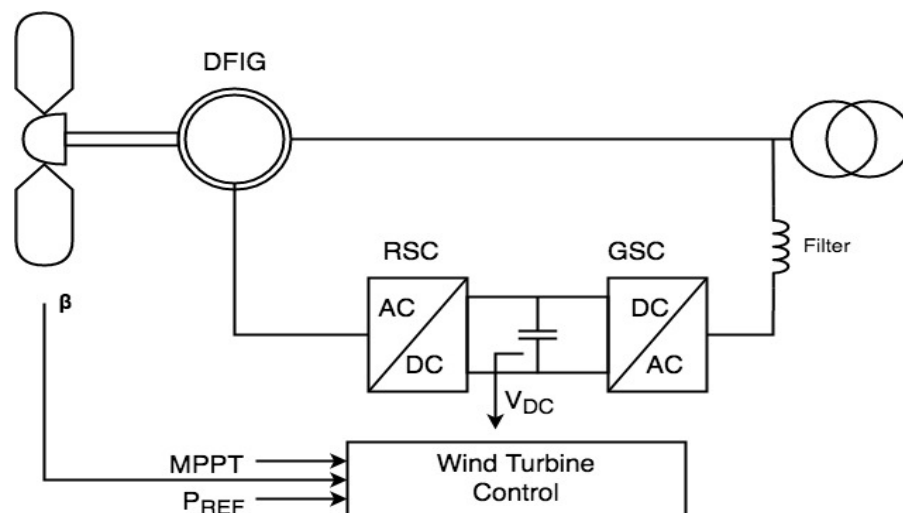 DFIG
RSC
GSC
Filter
AC
DC
DC
AC
β
V_DC
MPPT
P_REF
Wind Turbine
Control